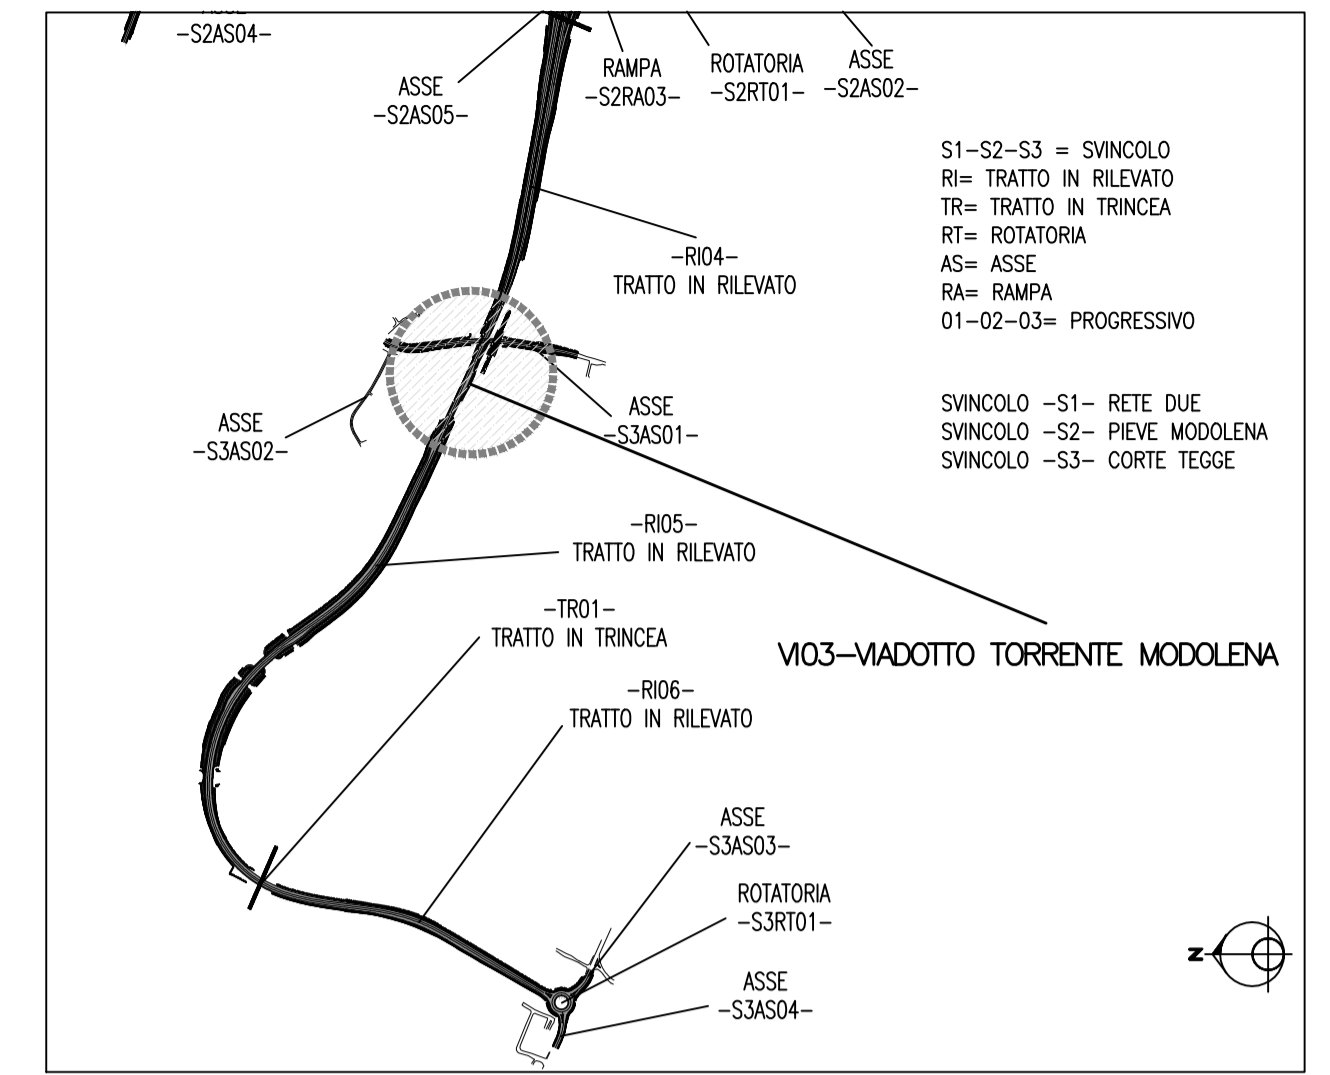 ASSE
-S2AS04-
ASSE
-S2AS05-
RAMPA
-S2RA03-
ROTATORIA
-S2RT01-
ASSE
-S2AS02-
S1-S2-S3 = SVINCOLO
RI= TRATTO IN RILEVATO
TR= TRATTO IN TRINCEA
RT= ROTATORIA
AS= ASSE
RA= RAMPA
01-02-03= PROGRESSIVO
-RI04-
TRATTO IN RILEVATO
ASSE
-S3AS02-
ASSE
-S3AS01-
SVINCOLO -S1- RETE DUE
SVINCOLO -S2- PIEVE MODOLENA
SVINCOLO -S3- CORTE TEGGE
-RI05-
TRATTO IN RILEVATO
-TR01-
TRATTO IN TRINCEA
VI03-VIADOTTO TORRENTE MODOLENA
-RI06-
TRATTO IN RILEVATO
ASSE
-S3AS03-
ROTATORIA
-S3RT01-
ASSE
-S3AS04-
N